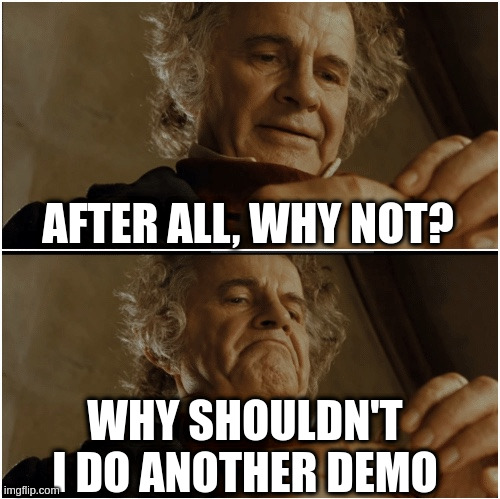 AFTER ALL, WHY NOT?
WHY SHOULDN'T
I DO ANOTHER DEMO
imgflip.com